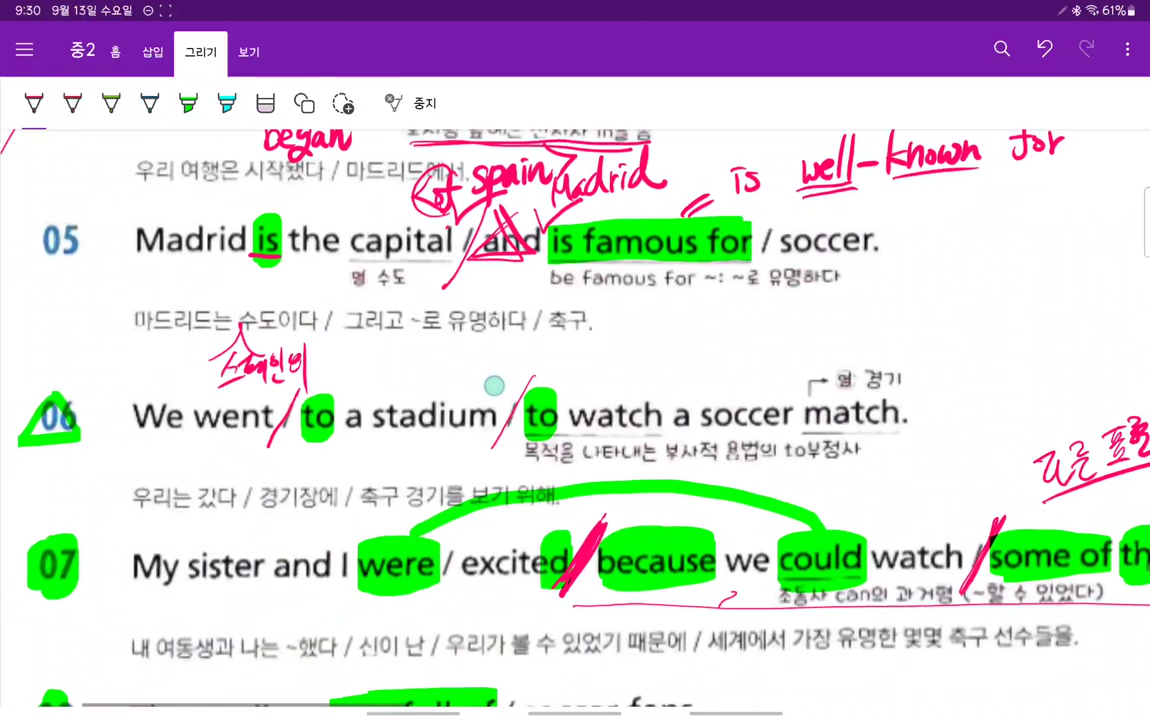 9:30 9월 13일 수요일 61%
중2 홈 삽입 그리기 보기
중지
began
우리 여행은 시작됐다 / 마드리드에서.
of spain Madrid is well-known for
05 Madrid is the capital / and is famous for / soccer.
명 수도 be famous for ~: ~로 유명하다
마드리드는 수도이다 / 그리고 ~로 유명하다 / 축구.
스페인의
명 경기
06 We went / to a stadium / to watch a soccer match.
목적을 나타내는 부사적 용법의 to부정사
다른 표현
우리는 갔다 / 경기장에 / 축구 경기를 보기 위해.
07 My sister and I were / excited / because we could watch / some of th
조동사 can의 과거형 (~할 수 있었다)
내 여동생과 나는 ~했다 / 신이 난 / 우리가 볼 수 있었기 때문에 / 세계에서 가장 유명한 몇몇 축구 선수들을.